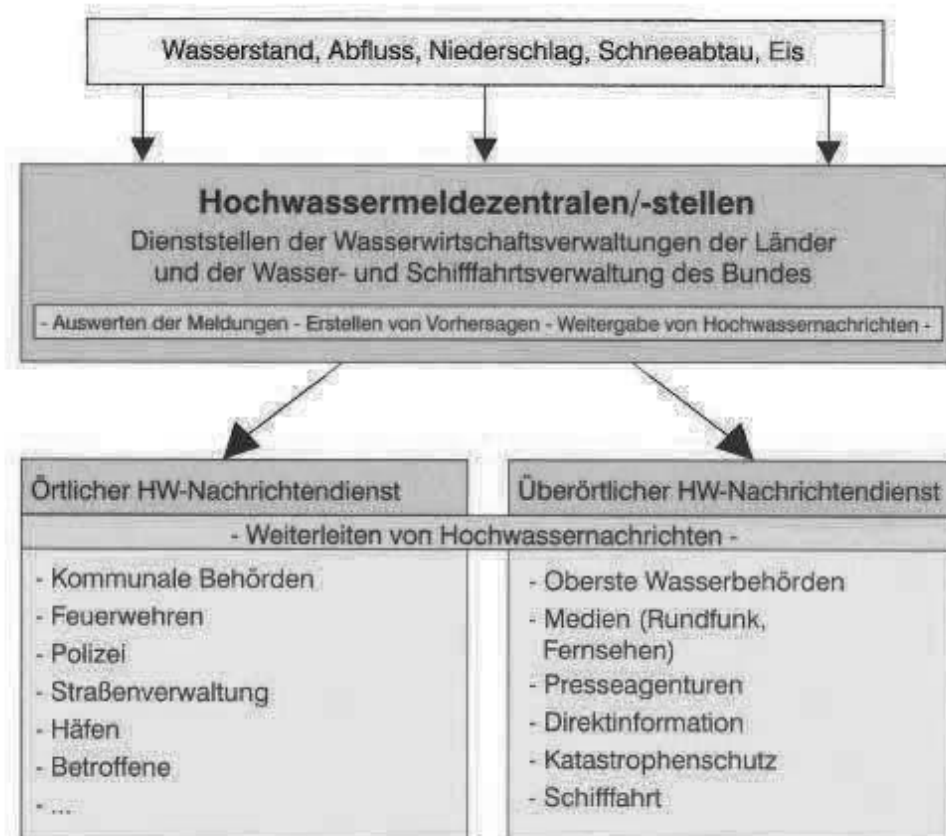 Wasserstand, Abfluss, Niederschlag, Schneeabtau, Eis
Hochwassermeldezentralen/-stellen
Dienststellen der Wasserwirtschaftsverwaltungen der Länder
und der Wasser- und Schifffahrtsverwaltung des Bundes
- Auswerten der Meldungen - Erstellen von Vorhersagen - Weitergabe von Hochwassernachrichten -
Örtlicher HW-Nachrichtendienst
Überörtlicher HW-Nachrichtendienst
- Weiterleiten von Hochwassernachrichten -
- Kommunale Behörden
- Feuerwehren
- Polizei
- Straßenverwaltung
- Häfen
- Betroffene
- ...
- Oberste Wasserbehörden
- Medien (Rundfunk,
Fernsehen)
- Presseagenturen
- Direktinformation
- Katastrophenschutz
- Schifffahrt